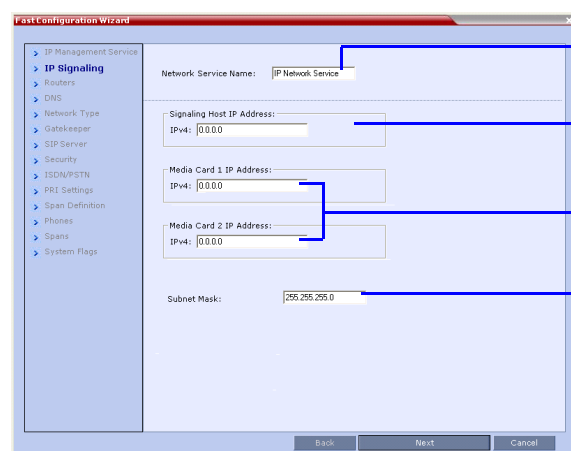 Fast Configuration Wizard
IP Management Service
IP Signaling
Routers
DNS
Network Type
Gatekeeper
SIP Server
Security
ISDN/PSTN
PRI Settings
Span Definition
Phones
Spans
System Flags
Network Service Name: IP Network Service
Signaling Host IP Address:
IPv4: 0.0.0.0
Media Card 1 IP Address:
IPv4: 0.0.0.0
Media Card 2 IP Address:
IPv4: 0.0.0.0
Subnet Mask: 255.255.255.0
Back Next Cancel